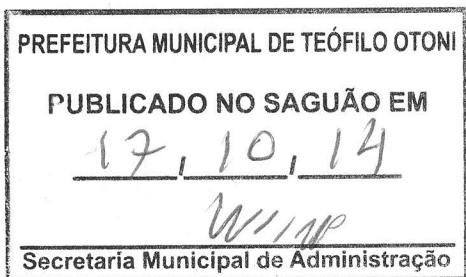 PREFEITURA MUNICIPAL DE TEÓFILO OTONI
PUBLICADO NO SAGUÃO EM
17, 10, 14
Secretaria Municipal de Administração